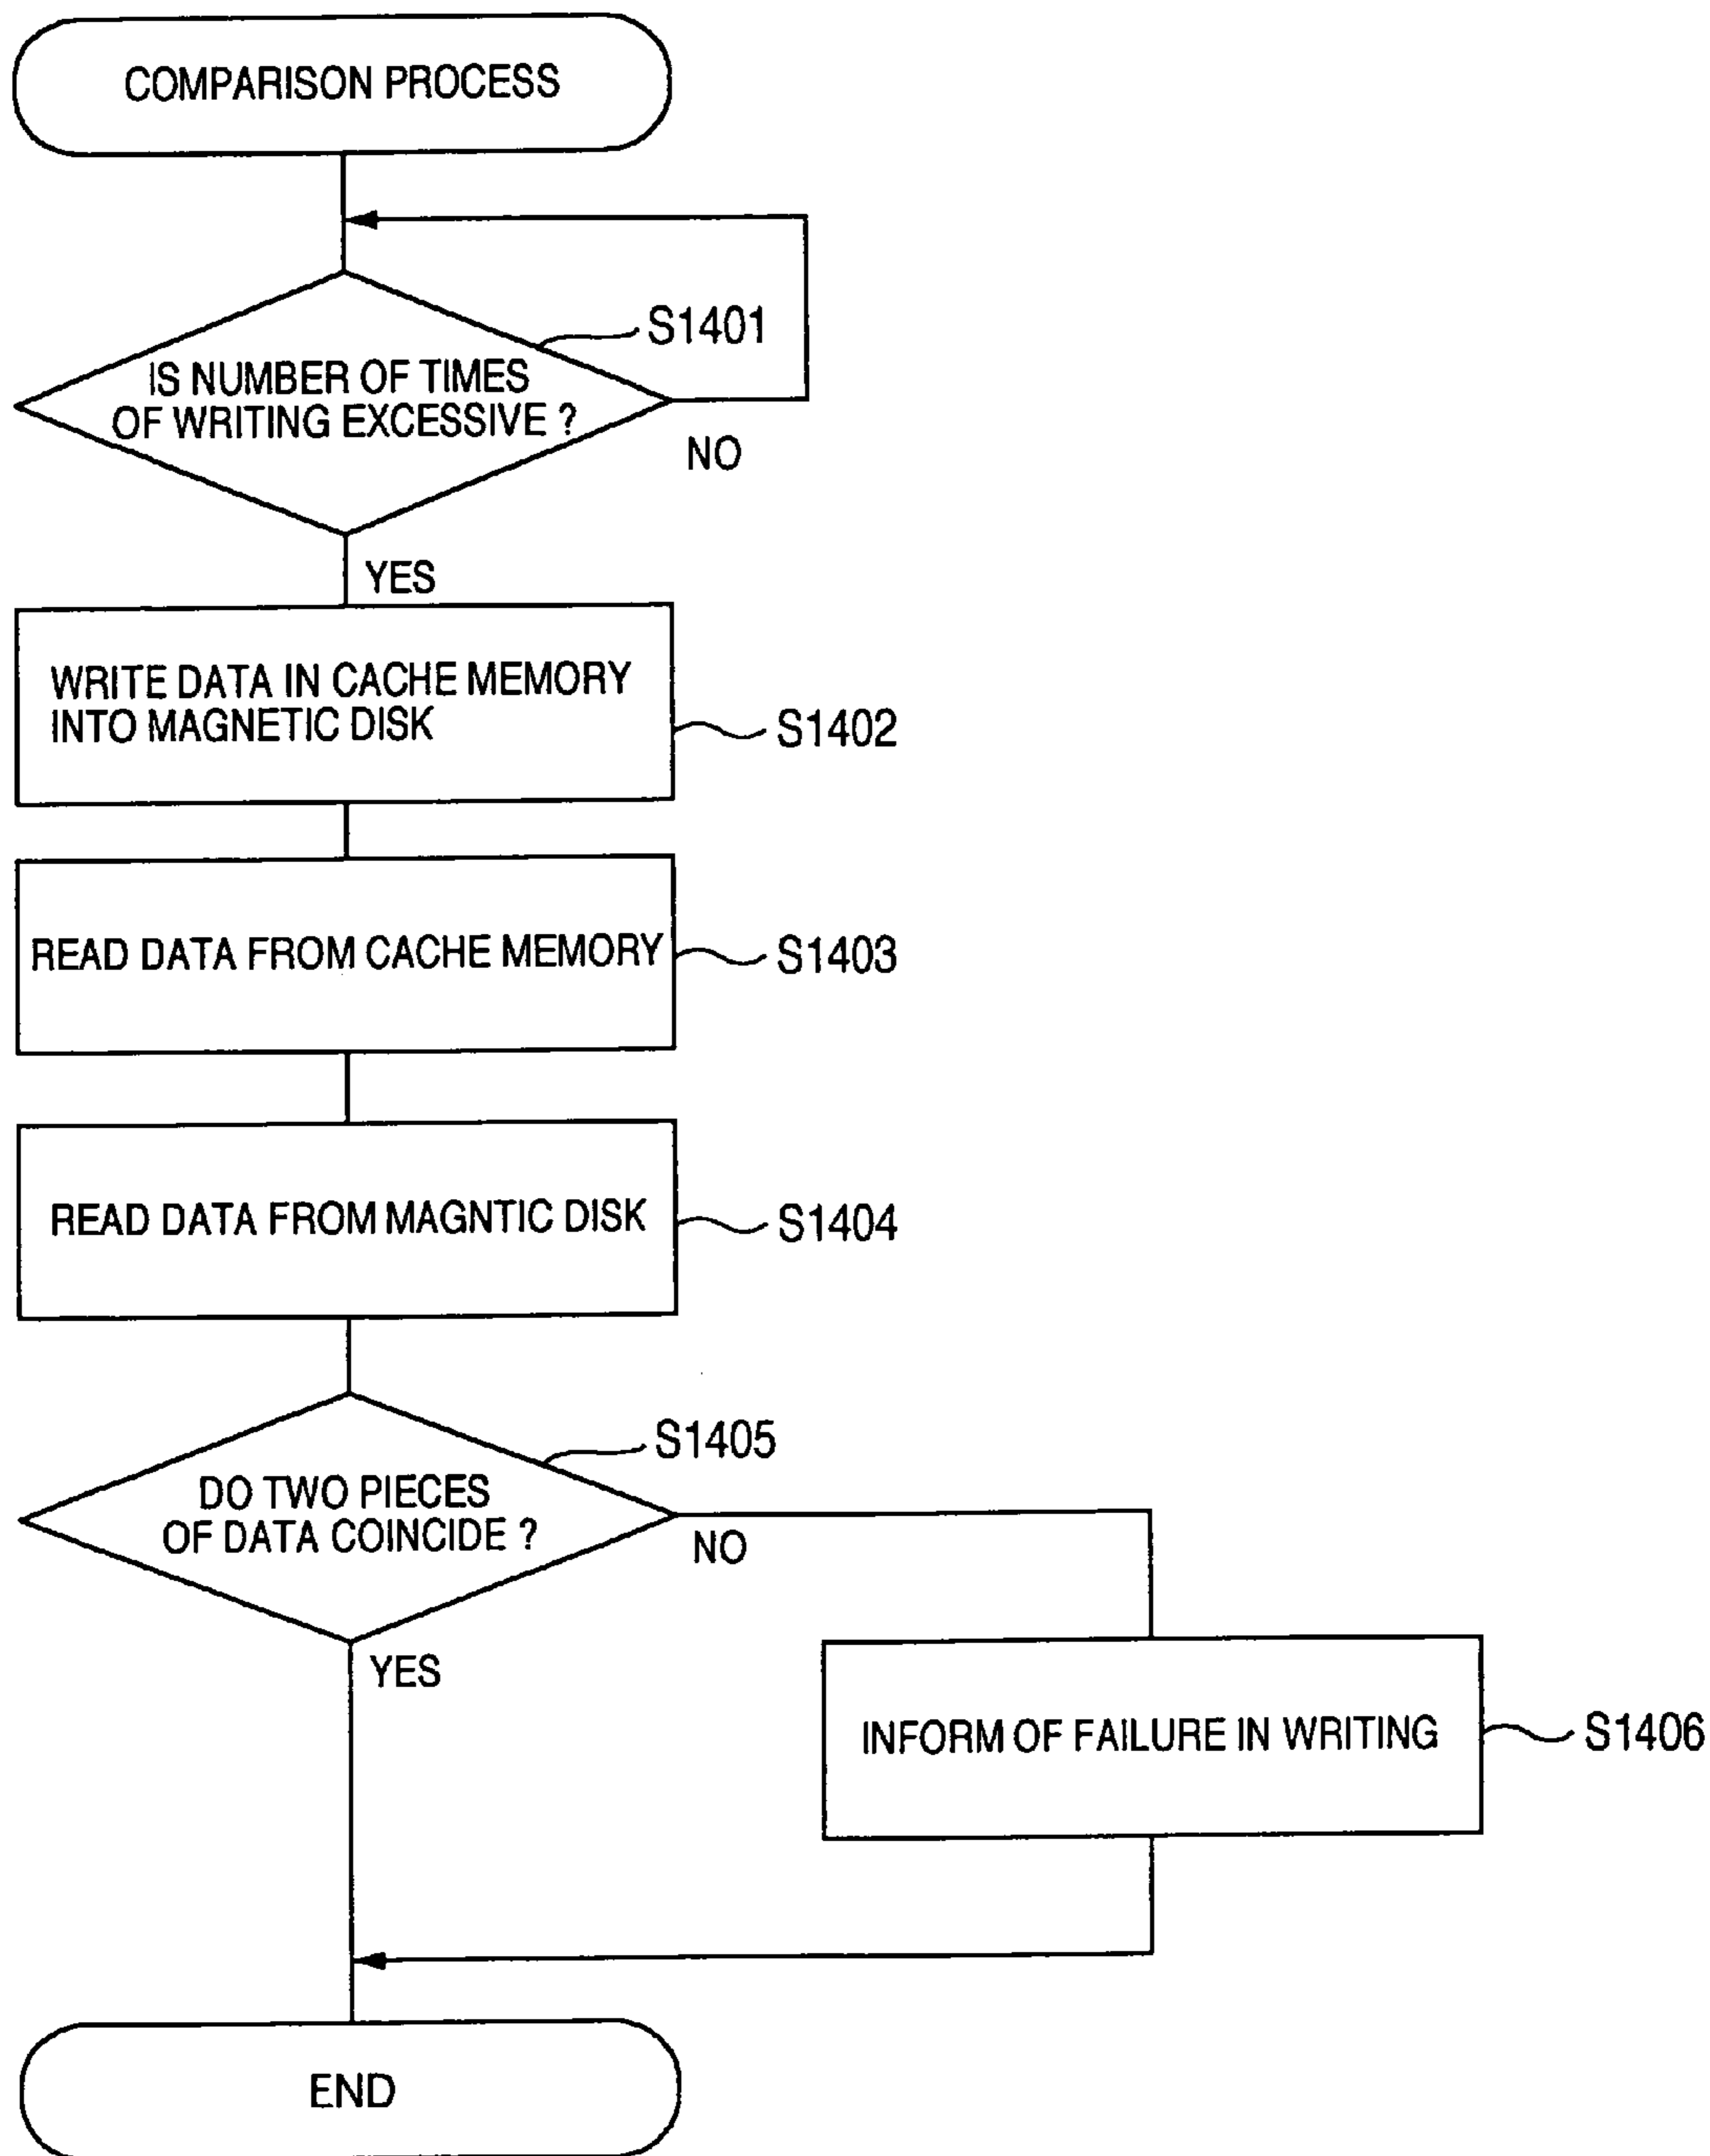 COMPARISON PROCESS
S1401
IS NUMBER OF TIMES
OF WRITING EXCESSIVE ?
NO
YES
WRITE DATA IN CACHE MEMORY
INTO MAGNETIC DISK
S1402
READ DATA FROM CACHE MEMORY
S1403
READ DATA FROM MAGNTIC DISK
S1404
S1405
DO TWO PIECES
OF DATA COINCIDE ?
NO
YES
INFORM OF FAILURE IN WRITING
S1406
END